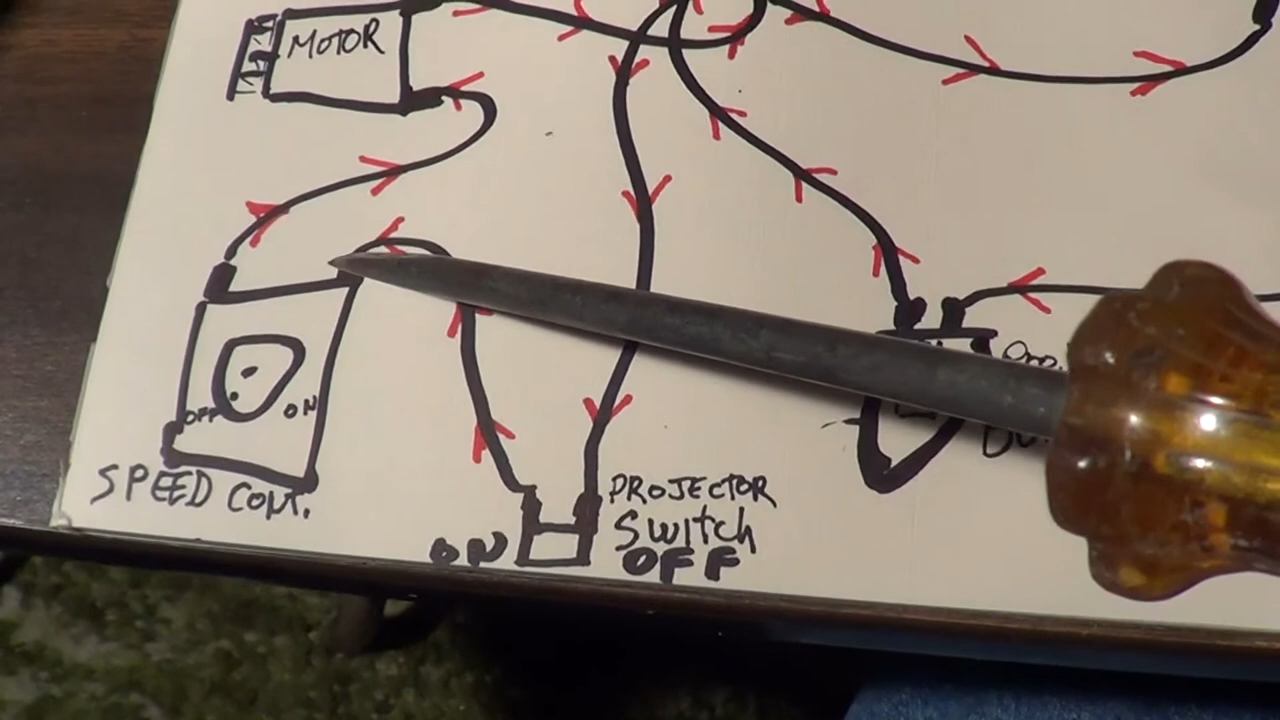 MOTOR
OFF
ON
SPEED CONT.
PROJECTOR
Switch
ON
OFF